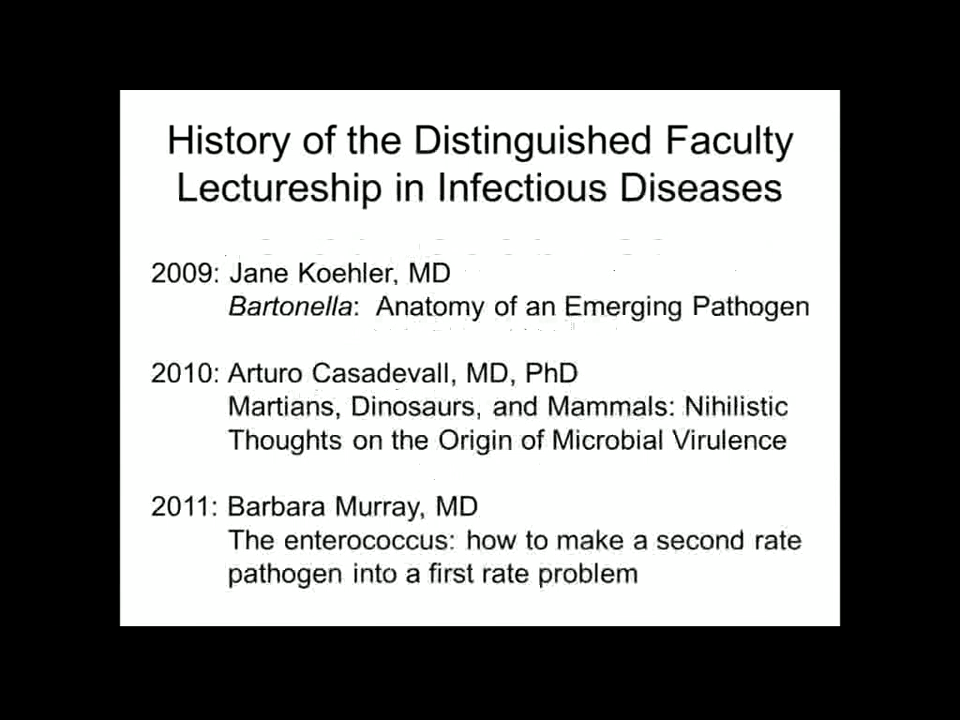 History of the Distinguished Faculty
Lectureship in Infectious Diseases
2009: Jane Koehler, MD
Bartonella: Anatomy of an Emerging Pathogen
2010: Arturo Casadevall, MD, PhD
Martians, Dinosaurs, and Mammals: Nihilistic
Thoughts on the Origin of Microbial Virulence
2011: Barbara Murray, MD
The enterococcus: how to make a second rate
pathogen into a first rate problem